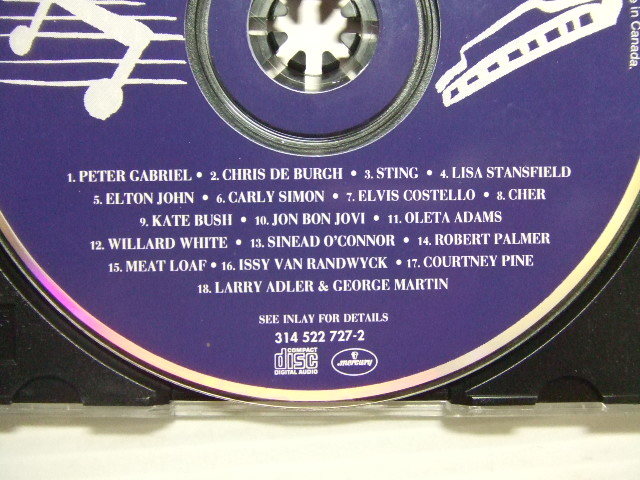 s in Canada.
1. PETER GABRIEL • 2. CHRIS DE BURGH • 3. STING • 4. LISA STANSFIELD
5. ELTON JOHN • 6. CARLY SIMON • 7. ELVIS COSTELLO • 8. CHER
9. KATE BUSH • 10. JON BON JOVI • 11. OLETA ADAMS
12. WILLARD WHITE • 13. SINEAD O'CONNOR • 14. ROBERT PALMER
15. MEAT LOAF • 16. ISSY VAN RANDWYCK • 17. COURTNEY PINE
18. LARRY ADLER & GEORGE MARTIN
SEE INLAY FOR DETAILS
314 522 727-2
COMPACT
disc
DIGITAL AUDIO
mercury